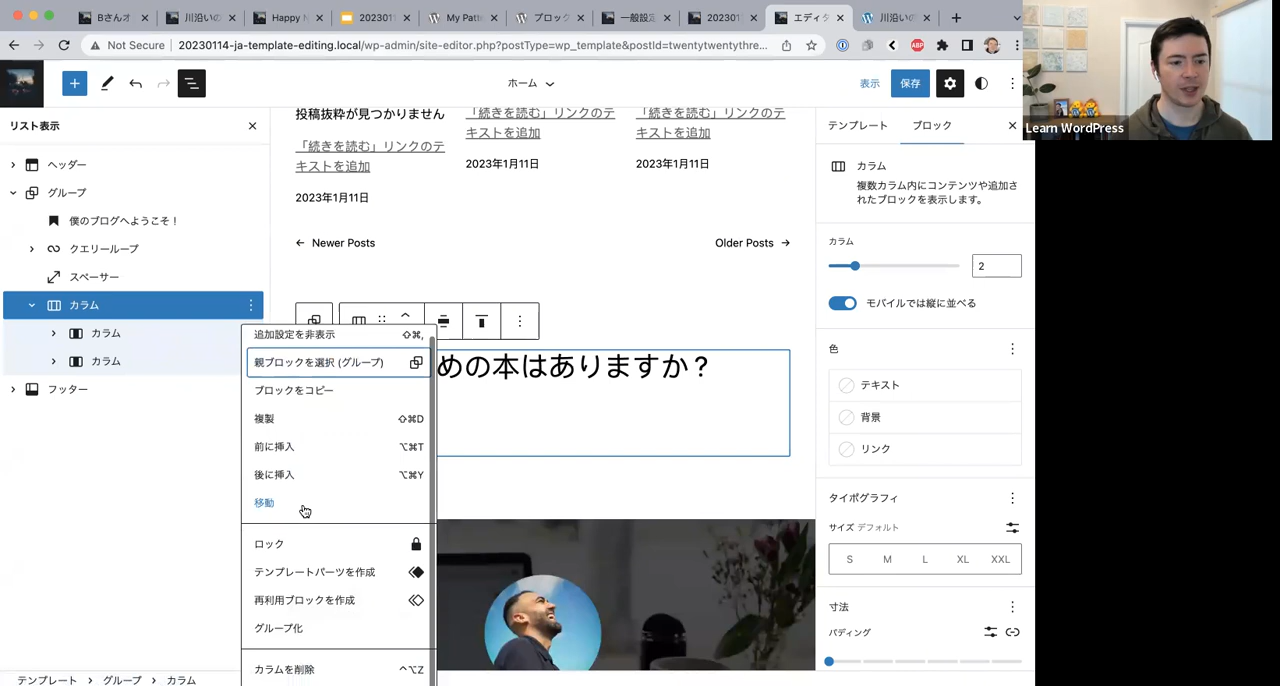 Bさんオ
川沿いの
Happy N
2023011
My Patt
ブロック
一般設定
2023011
エディタ
川沿いの
Not Secure
20230114-ja-template-editing.local/wp-admin/site-editor.php?postType=wp_template&postId=twentytwentythre...
ホーム
表示
保存
Learn WordPress
リスト表示
ヘッダー
グループ
僕のブログへようこそ！
クエリーループ
スペーサー
カラム
カラム
カラム
フッター
投稿抜粋が見つかりません
「続きを読む」リンクのテ
キストを追加
2023年1月11日
「続きを読む」リンクのテ
キストを追加
2023年1月11日
「続きを読む」リンクのテ
キストを追加
2023年1月11日
← Newer Posts
Older Posts →
めの本はありますか？
追加設定を非表示 ⇧⌘,
親ブロックを選択 (グループ)
ブロックをコピー
複製 ⇧⌘D
前に挿入 ⌥⌘T
後に挿入 ⌥⌘Y
移動
ロック
テンプレートパーツを作成
再利用ブロックを作成
グループ化
カラムを削除 ^⌥Z
テンプレート
ブロック
カラム
複数カラム内にコンテンツや追加さ
れたブロックを表示します。
カラム
2
モバイルでは縦に並べる
色
テキスト
背景
リンク
タイポグラフィ
サイズ デフォルト
S M L XL XXL
寸法
パディング
テンプレート > グループ > カラム